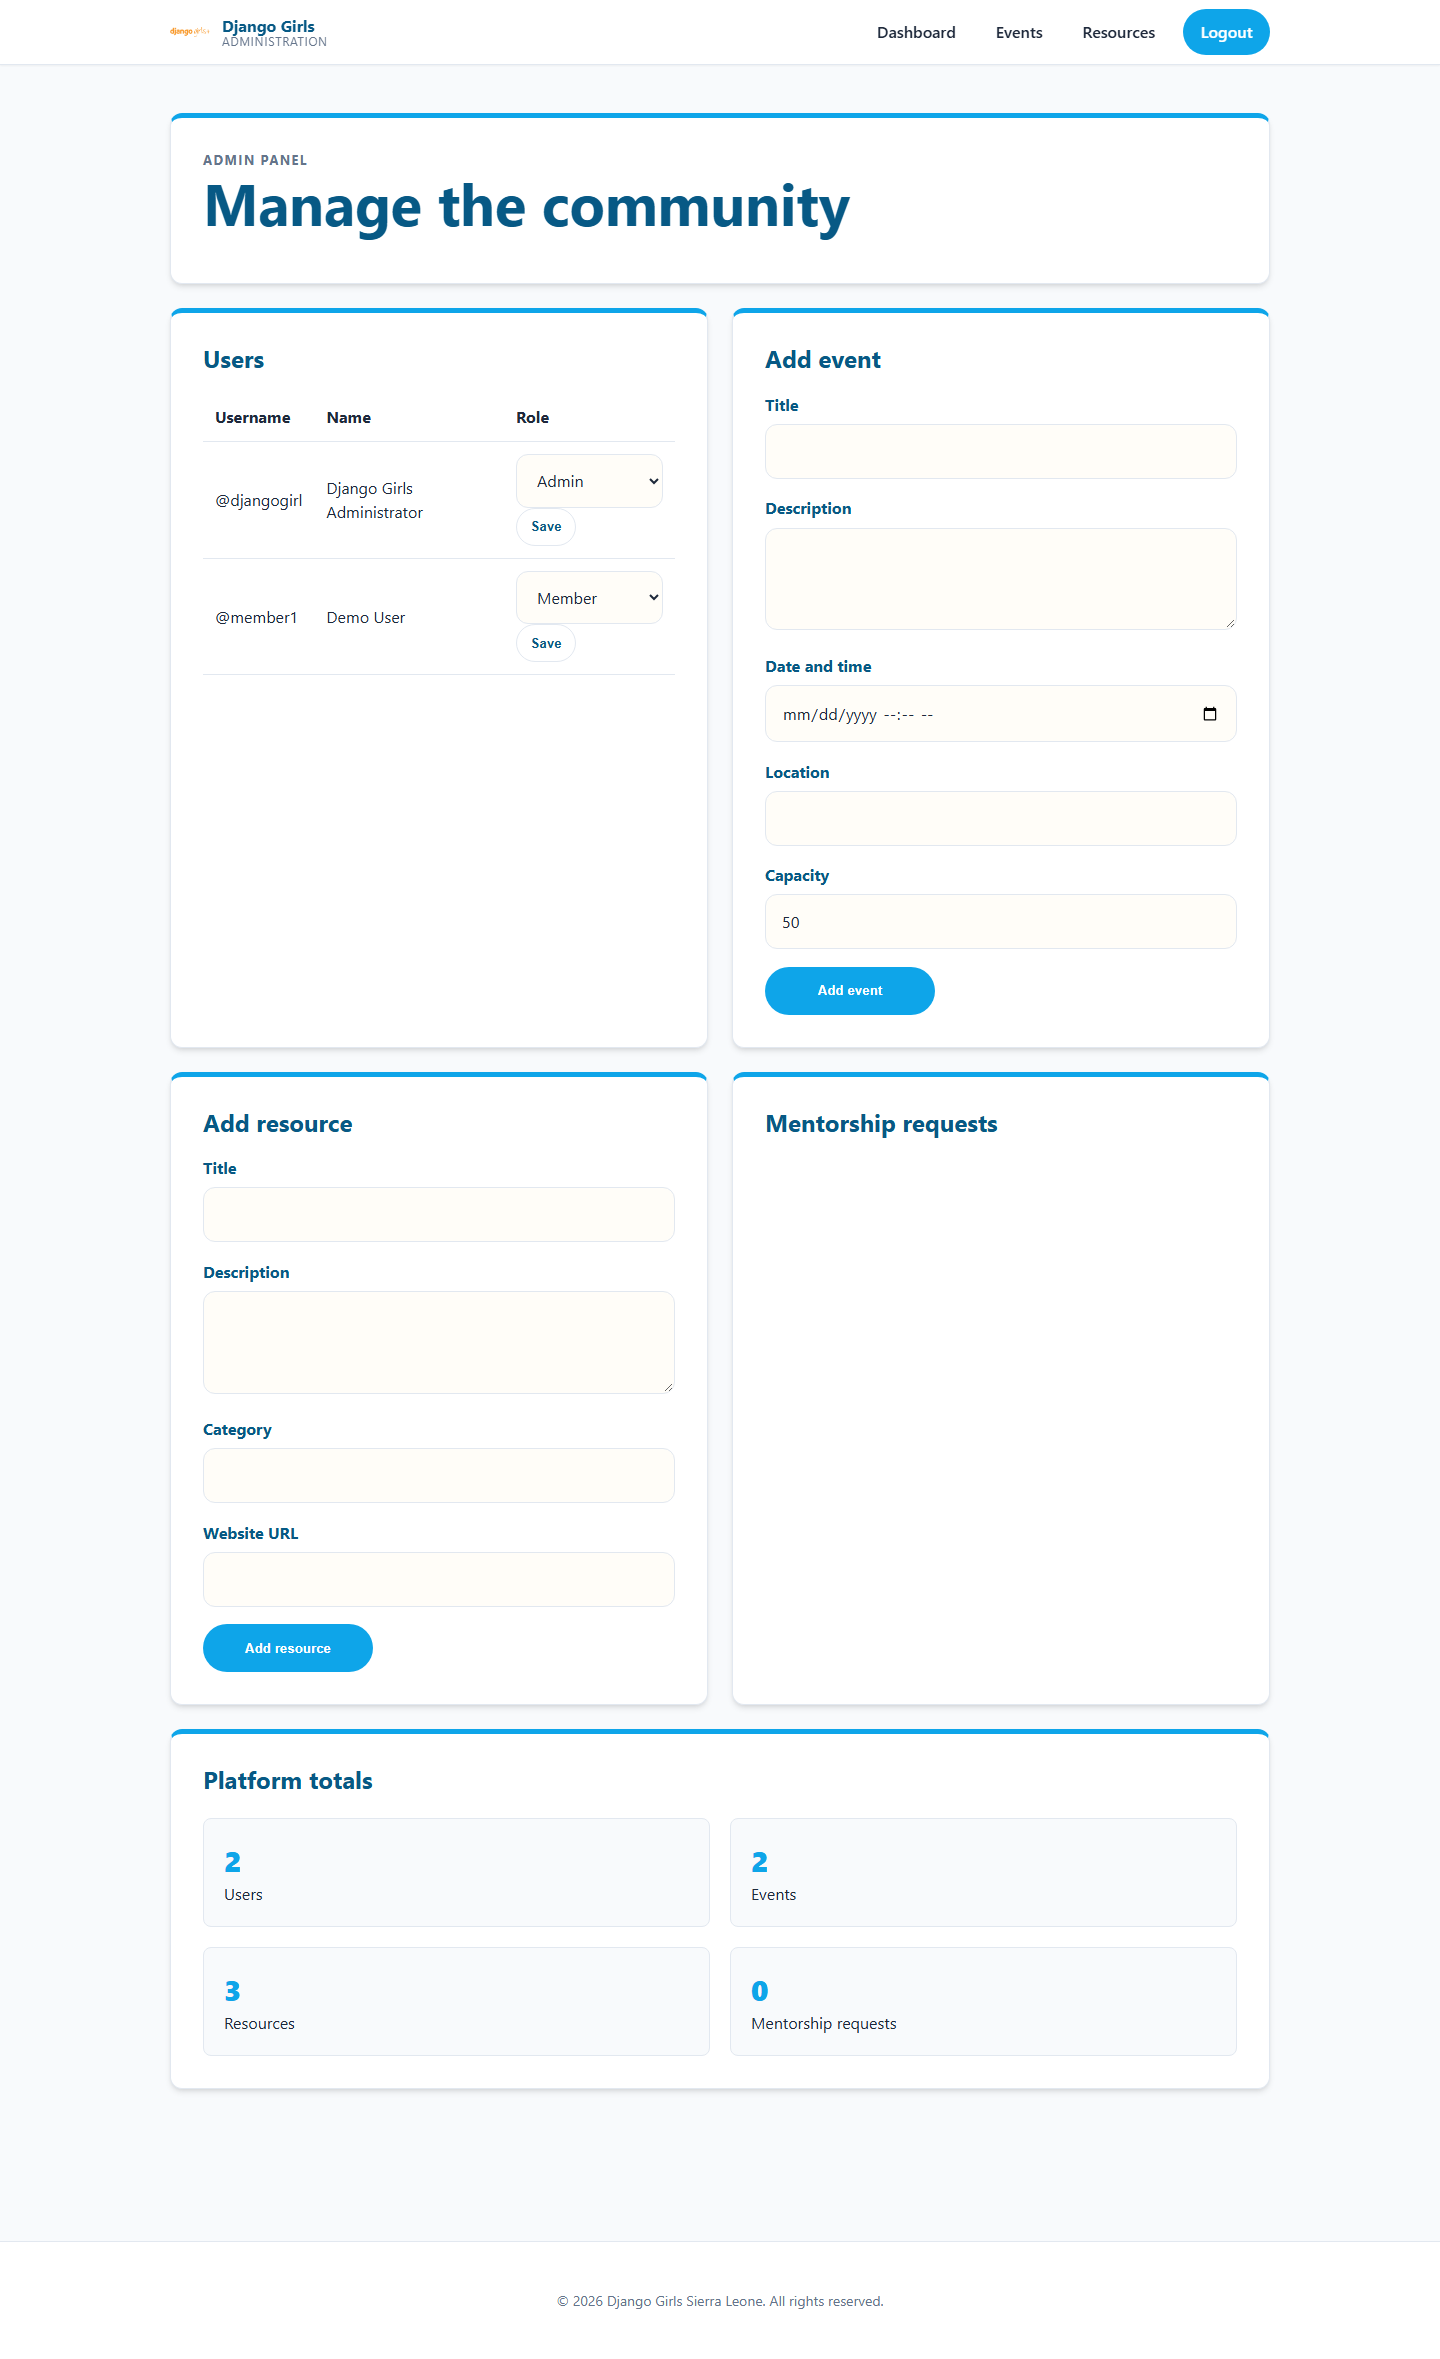 django girls
Django Girls
ADMINISTRATION
Dashboard
Events
Resources
Logout
ADMIN PANEL
Manage the community
Users
Username Name Role
@djangogirl
Django Girls
Administrator
Admin
Save
@member1
Demo User
Member
Save
Add event
Title
Description
Date and time
mm/dd/yyyy --:-- --
Location
Capacity
50
Add event
Add resource
Title
Description
Category
Website URL
Add resource
Mentorship requests
Platform totals
2
Users
2
Events
3
Resources
0
Mentorship requests
© 2026 Django Girls Sierra Leone. All rights reserved.